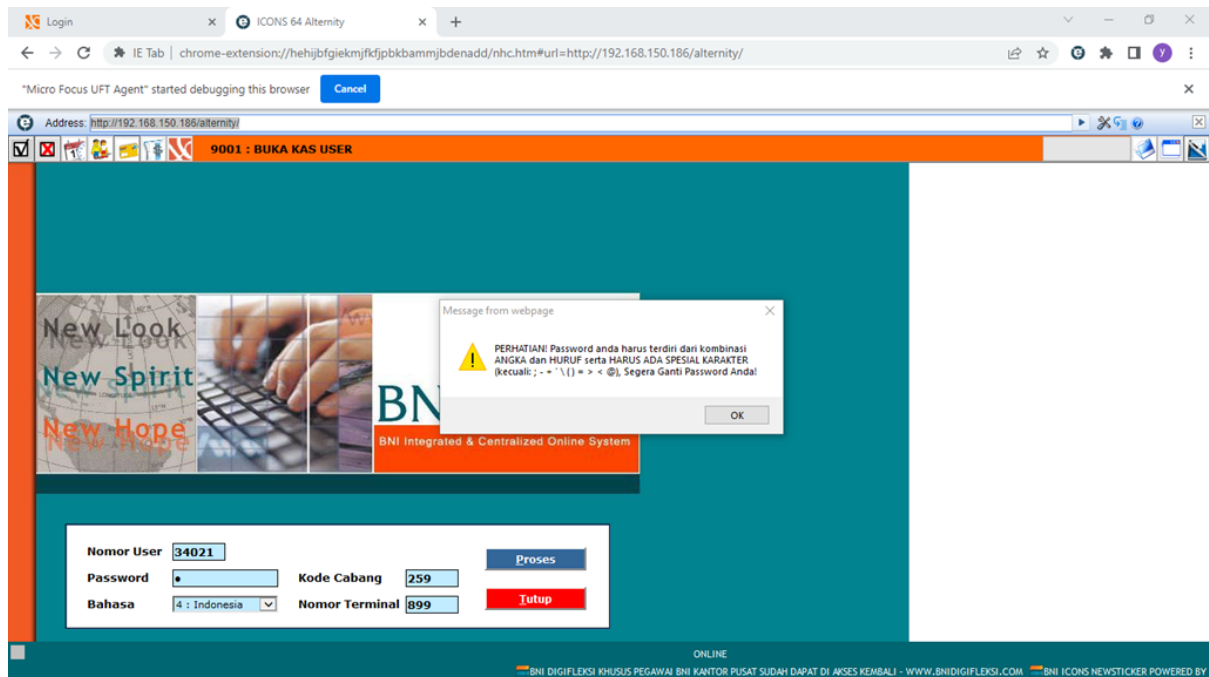 Login
ICONS 64 Alternity
IE Tab | chrome-extension://hehijbfgiekmjfkfjpbkbammjbdenadd/nhc.htm#url=http://192.168.150.186/alternity/
"Micro Focus UFT Agent" started debugging this browser Cancel
Address: http://192.168.150.186/alternity/
9001 : BUKA KAS USER
New Look
New Spirit
New Hope
BN
BNI Integrated & Centralized Online System
Message from webpage
PERHATIAN! Password anda harus terdiri dari kombinasi
ANGKA dan HURUF serta HARUS ADA SPESIAL KARAKTER
(kecuali: ; - + ' \ () = > < @), Segera Ganti Password Anda!
OK
Nomor User 34021
Proses
Password • Kode Cabang 259
Bahasa 4 : Indonesia Nomor Terminal 899
Tutup
ONLINE
BNI DIGIFLEKSI KHUSUS PEGAWAI BNI KANTOR PUSAT SUDAH DAPAT DI AKSES KEMBALI - WWW.BNIDIGIFLEKSI.COM BNI ICONS NEWSTICKER POWERED BY